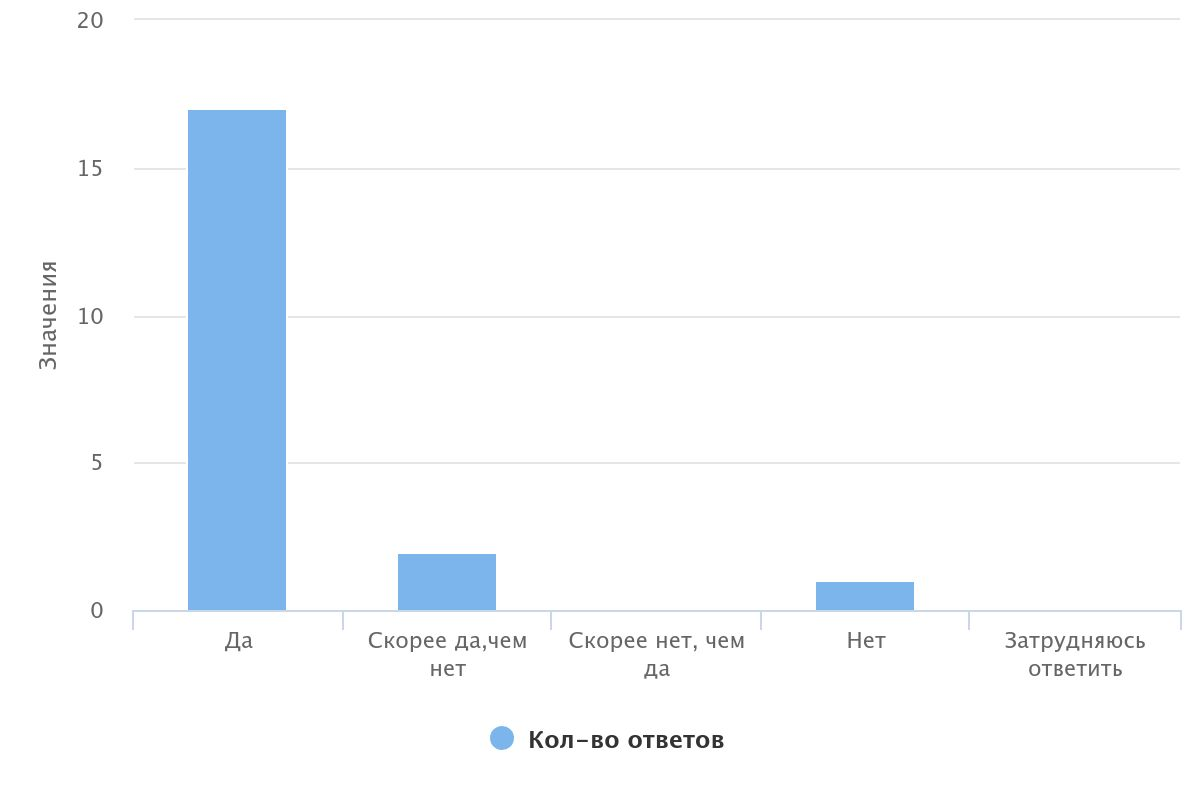 20
15
10
5
0
Значения
Да
Скорее да,чем
нет
Скорее нет, чем
да
Нет
Затрудняюсь
ответить
Кол-во ответов